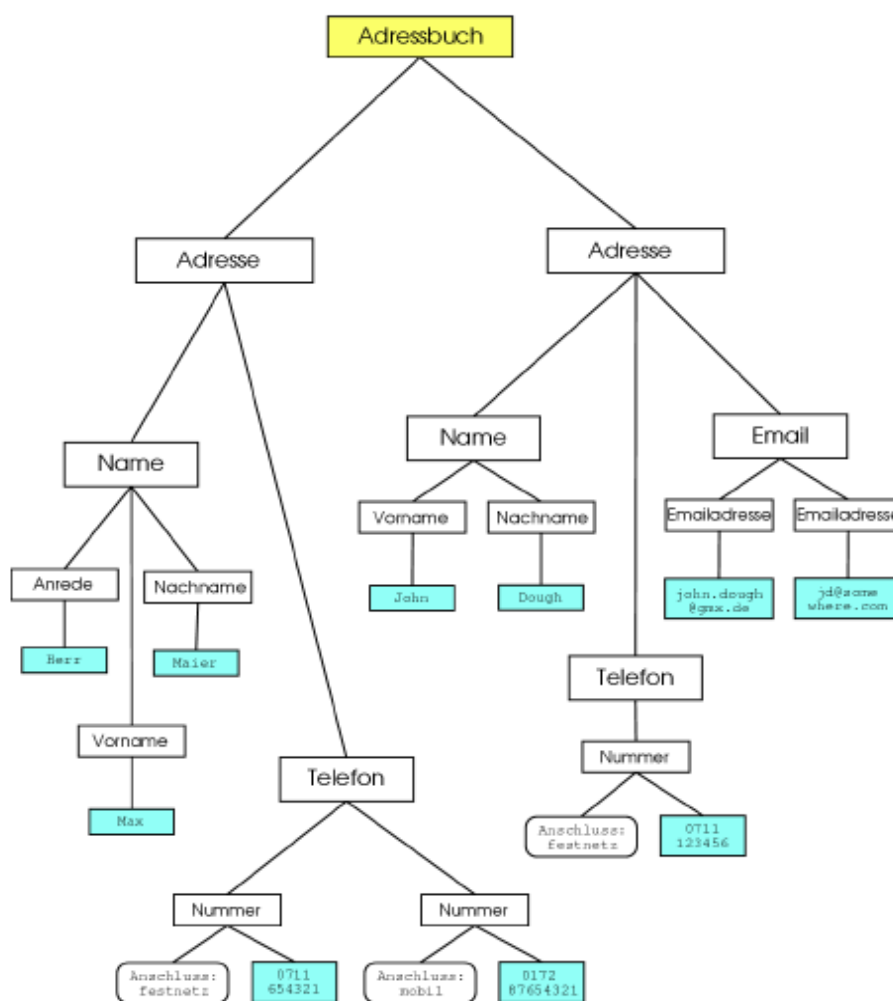 Adressbuch
Adresse
Adresse
Name
Email
Name
Vorname
Nachname
Emailadresse
Emailadresse
Anrede
Nachname
John
Dough
john.dough
@gmx.de
jd@some
where.com
Herr
Maier
Telefon
Vorname
Nummer
Telefon
Max
Anschluss:
festnetz
0711
123456
Nummer
Nummer
Anschluss:
festnetz
0711
654321
Anschluss:
mobil
0172
87654321